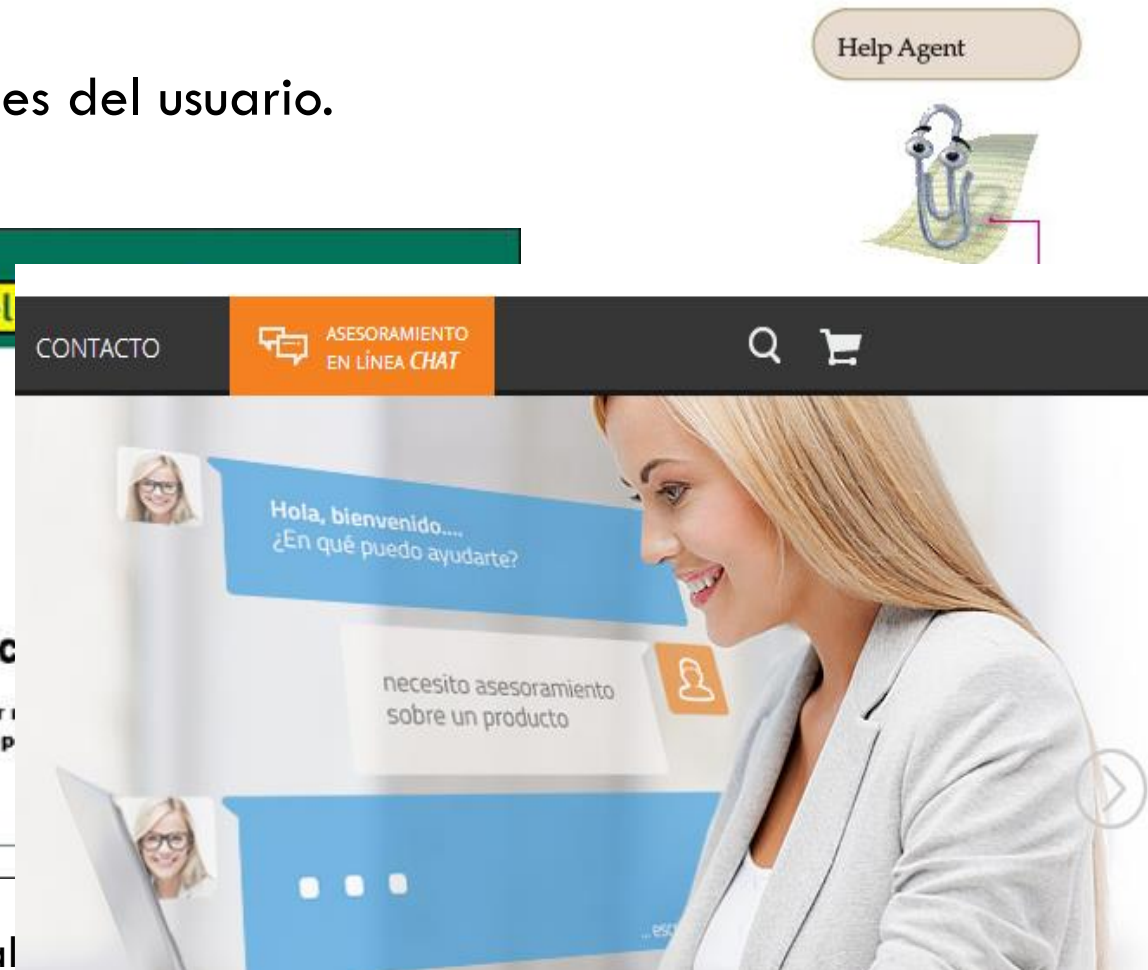 Help Agent
es del usuario.
CONTACTO
ASESORAMIENTO
EN LÍNEA CHAT
Hola, bienvenido....
¿En qué puedo ayudarte?
necesito asesoramiento
sobre un producto